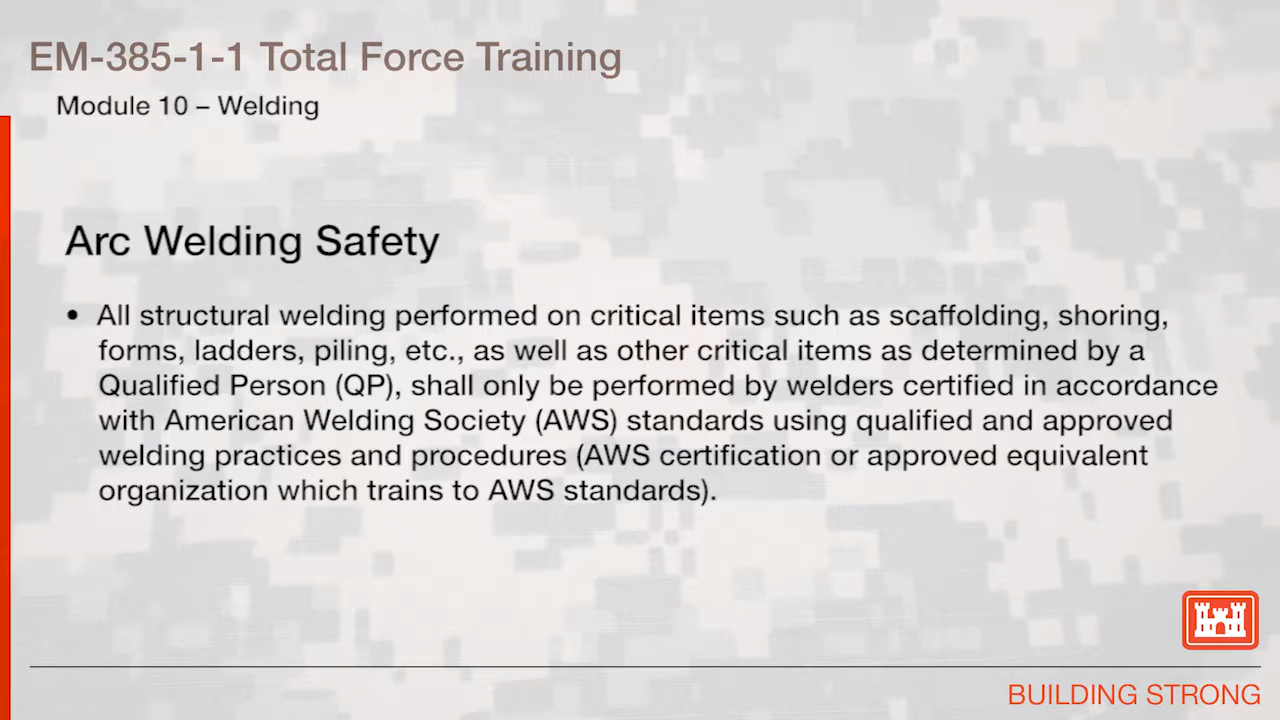 EM-385-1-1 Total Force Training
Module 10 – Welding
Arc Welding Safety
• All structural welding performed on critical items such as scaffolding, shoring,
forms, ladders, piling, etc., as well as other critical items as determined by a
Qualified Person (QP), shall only be performed by welders certified in accordance
with American Welding Society (AWS) standards using qualified and approved
welding practices and procedures (AWS certification or approved equivalent
organization which trains to AWS standards).
BUILDING STRONG